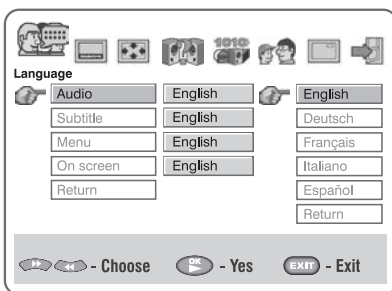 1010
Language
Audio English English
Subtitle English Deutsch
Menu English Français
On screen English Italiano
Return Español
Return
- Choose OK - Yes EXIT - Exit